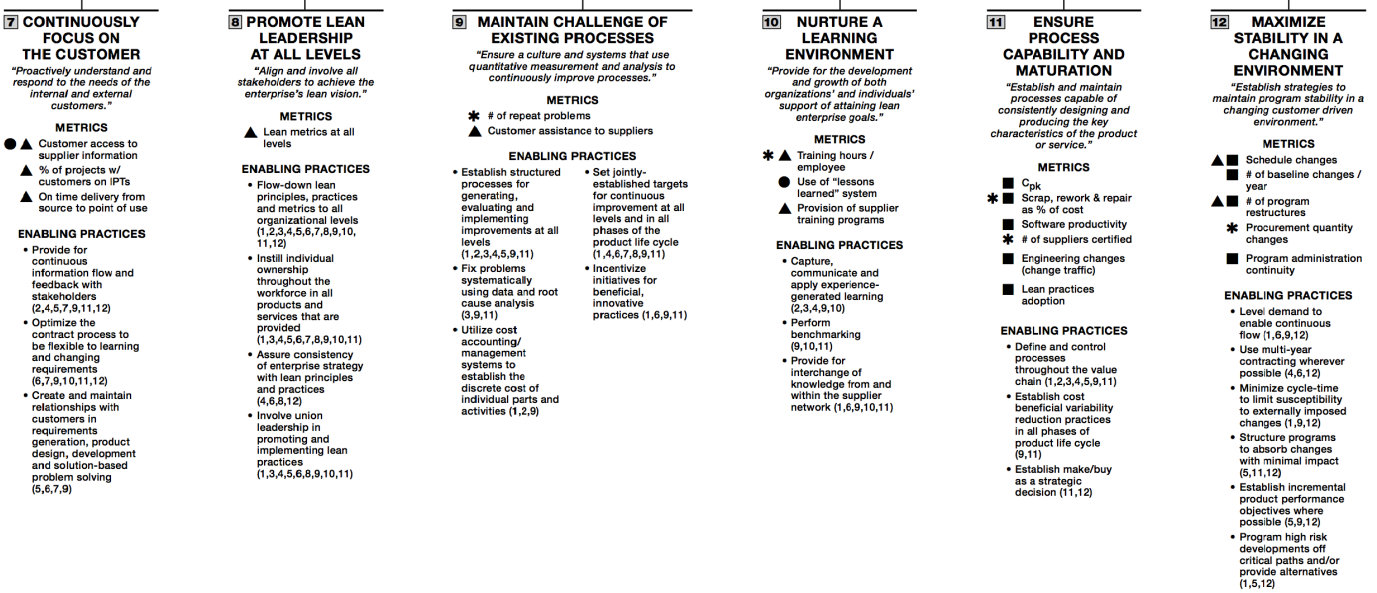 7 CONTINUOUSLY
FOCUS ON
THE CUSTOMER
"Proactively understand and
respond to the needs of the
internal and external
customers."
METRICS
Customer access to
supplier information
% of projects w/
customers on IPTs
On time delivery from
source to point of use
ENABLING PRACTICES
• Provide for
continuous
information flow and
feedback with
stakeholders
(2,4,5,7,9,11,12)
• Optimize the
contract process to
be flexible to learning
and changing
requirements
(6,7,9,10,11,12)
• Create and maintain
relationships with
customers in
requirements
generation, product
design, development
and solution-based
problem solving
(5,6,7,9)
8 PROMOTE LEAN
LEADERSHIP
AT ALL LEVELS
"Align and involve all
stakeholders to achieve the
enterprise's lean vision."
METRICS
Lean metrics at all
levels
ENABLING PRACTICES
• Flow-down lean
principles, practices
and metrics to all
organizational levels
(1,2,3,4,5,6,7,8,9,10,
11,12)
• Instill individual
ownership
throughout the
workforce in all
products and
services that are
provided
(1,3,4,5,6,7,8,9,10,11)
• Assure consistency
of enterprise strategy
with lean principles
and practices
(4,6,8,12)
• Involve union
leadership in
promoting and
implementing lean
practices
(1,3,4,5,6,8,9,10,11)
9 MAINTAIN CHALLENGE OF
EXISTING PROCESSES
"Ensure a culture and systems that use
quantitative measurement and analysis to
continuously improve processes."
METRICS
# of repeat problems
Customer assistance to suppliers
ENABLING PRACTICES
• Establish structured
processes for
generating,
evaluating and
implementing
improvements at all
levels
(1,2,3,4,5,9,11)
• Fix problems
systematically
using data and root
cause analysis
(3,9,11)
• Utilize cost
accounting/
management
systems to
establish the
discrete cost of
individual parts and
activities (1,2,9)
• Set jointly-
established targets
for continuous
improvement at all
levels and in all
phases of the
product life cycle
(1,4,6,7,8,9,11)
• Incentivize
initiatives for
beneficial,
innovative
practices (1,6,9,11)
10 NURTURE A
LEARNING
ENVIRONMENT
"Provide for the development
and growth of both
organizations' and individuals'
support of attaining lean
enterprise goals."
METRICS
Training hours /
employee
Use of "lessons
learned" system
Provision of supplier
training programs
ENABLING PRACTICES
• Capture,
communicate and
apply experience-
generated learning
(2,3,4,9,10)
• Perform
benchmarking
(9,10,11)
• Provide for
interchange of
knowledge from and
within the supplier
network (1,6,9,10,11)
11 ENSURE
PROCESS
CAPABILITY AND
MATURATION
"Establish and maintain
processes capable of
consistently designing and
producing the key
characteristics of the product
or service."
METRICS
Cpk
Scrap, rework & repair
as % of cost
Software productivity
# of suppliers certified
Engineering changes
(change traffic)
Lean practices
adoption
ENABLING PRACTICES
• Define and control
processes
throughout the value
chain (1,2,3,4,5,9,11)
• Establish cost
beneficial variability
reduction practices
in all phases of
product life cycle
(9,11)
• Establish make/buy
as a strategic
decision (11,12)
12 MAXIMIZE
STABILITY IN A
CHANGING
ENVIRONMENT
"Establish strategies to
maintain program stability in a
changing customer driven
environment."
METRICS
Schedule changes
# of baseline changes /
year
# of program
restructures
Procurement quantity
changes
Program administration
continuity
ENABLING PRACTICES
• Level demand to
enable continuous
flow (1,6,9,12)
• Use multi-year
contracting wherever
possible (4,6,12)
• Minimize cycle-time
to limit susceptibility
to externally imposed
changes (1,9,12)
• Structure programs
to absorb changes
with minimal impact
(5,11,12)
• Establish incremental
product performance
objectives where
possible (5,9,12)
• Program high risk
developments off
critical paths and/or
provide alternatives
(1,5,12)